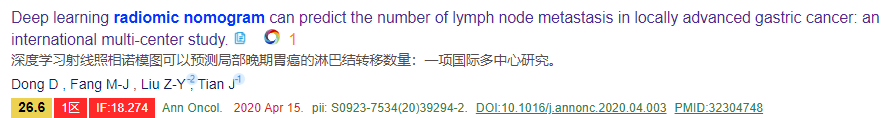 Deep learning radiomic nomogram can predict the number of lymph node metastasis in locally advanced gastric cancer: an
international multi-center study. 1
深度学习射线照相诺模图可以预测局部晚期胃癌的淋巴结转移数量：一项国际多中心研究。
Dong D , Fang M-J , Liu Z-Y -2 , Tian J -1
26.6 1区 IF:18.274 Ann Oncol. 2020 Apr 15. pii: S0923-7534(20)39294-2. DOI:10.1016/j.annonc.2020.04.003 PMID:32304748